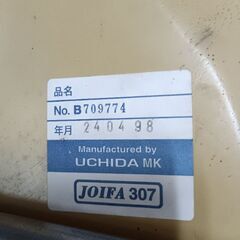 品名
No. B709774
年月 240498
Manufactured by
UCHIDA MK
JOIFA 307